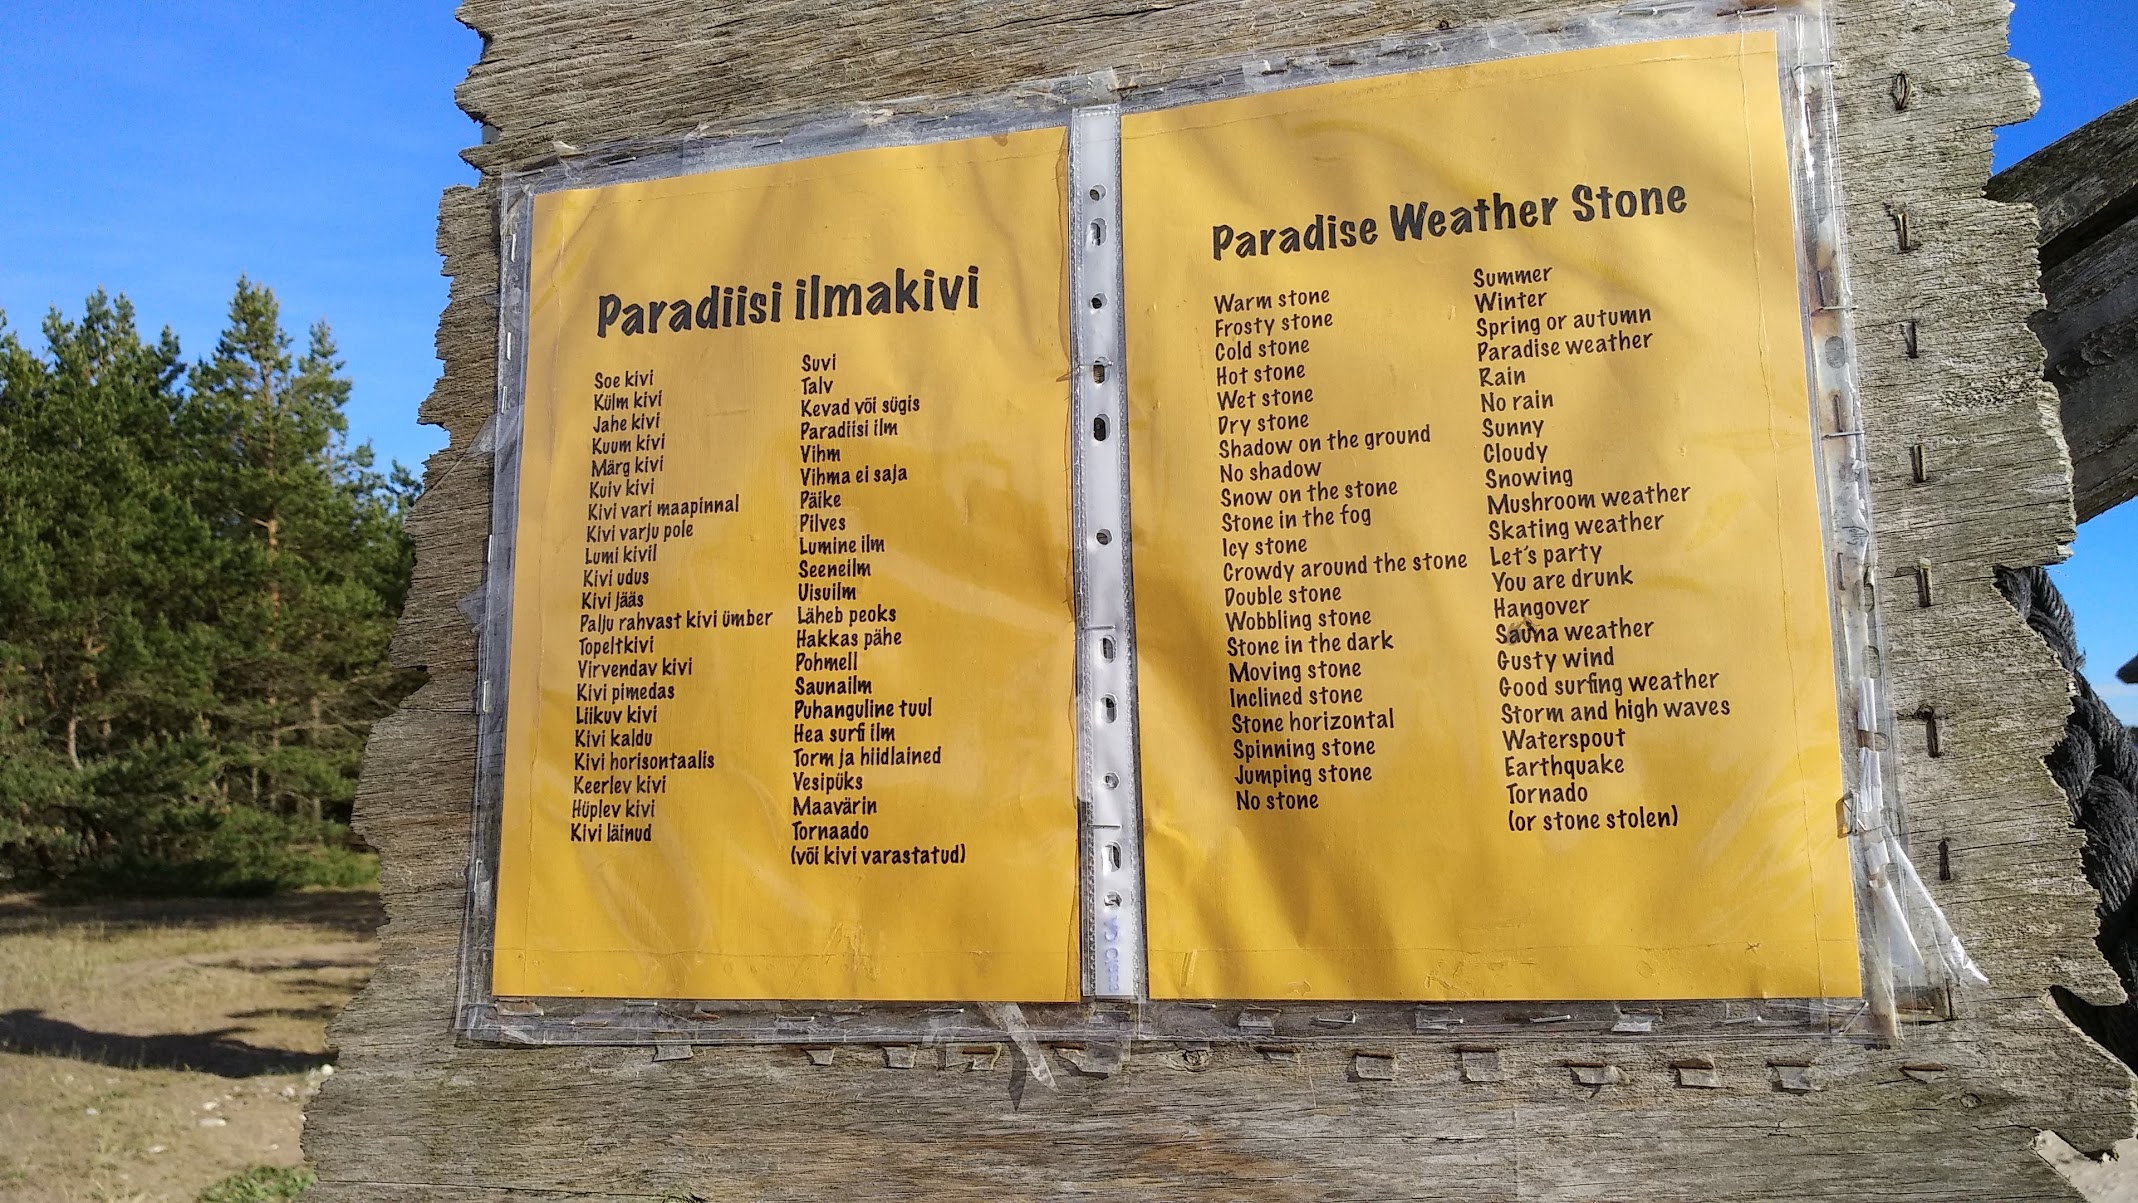 Paradiisi ilmakivi
Soe kivi Suvi
Külm kivi Talv
Jahe kivi Kevad või sügis
Kuum kivi Paradiisi ilm
Märg kivi Vihm
Kuiv kivi Vihma ei saja
Kivi vari maapinnal Päike
Kivi varju pole Pilves
Lumi kivil Lumine ilm
Kivi udus Seeneilm
Kivi jääs Uisuilm
Palju rahvast kivi ümber Läheb peoks
Topeltkivi Hakkas pähe
Virvendav kivi Pohmell
Kivi pimedas Saunailm
Liikuv kivi Puhanguline tuul
Kivi kaldu Hea surfi ilm
Kivi horisontaalis Torm ja hiidlained
Keerlev kivi Vesipüks
Hüplev kivi Maavärin
Kivi läinud Tornaado
(või kivi varastatud)
Paradise Weather Stone
Warm stone Summer
Frosty stone Winter
Cold stone Spring or autumn
Hot stone Paradise weather
Wet stone Rain
Dry stone No rain
Shadow on the ground Sunny
No shadow Cloudy
Snow on the stone Snowing
Stone in the fog Mushroom weather
Icy stone Skating weather
Crowdy around the stone Let's party
Double stone You are drunk
Wobbling stone Hangover
Stone in the dark Sauna weather
Moving stone Gusty wind
Inclined stone Good surfing weather
Stone horizontal Storm and high waves
Spinning stone Waterspout
Jumping stone Earthquake
No stone Tornado
(or stone stolen)